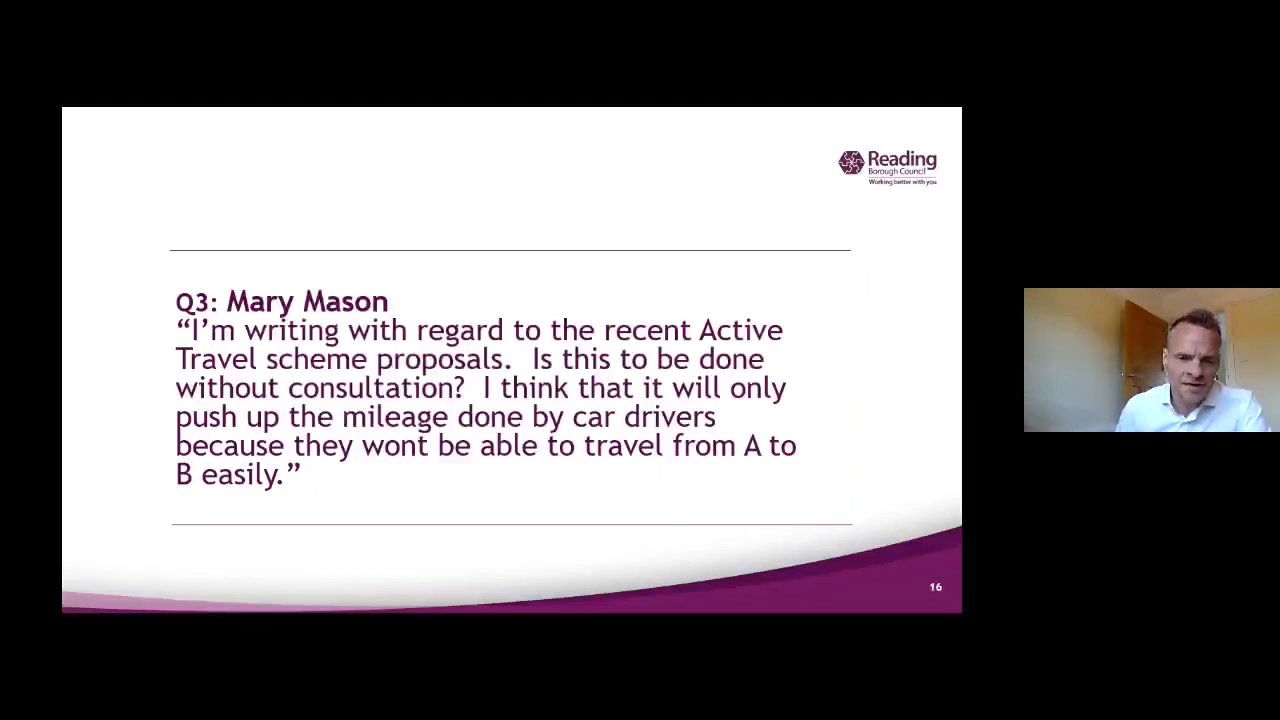 Reading
Borough Council
Working better with you
Q3: Mary Mason
“I’m writing with regard to the recent Active
Travel scheme proposals.  Is this to be done
without consultation?  I think that it will only
push up the mileage done by car drivers
because they wont be able to travel from A to
B easily.”
16